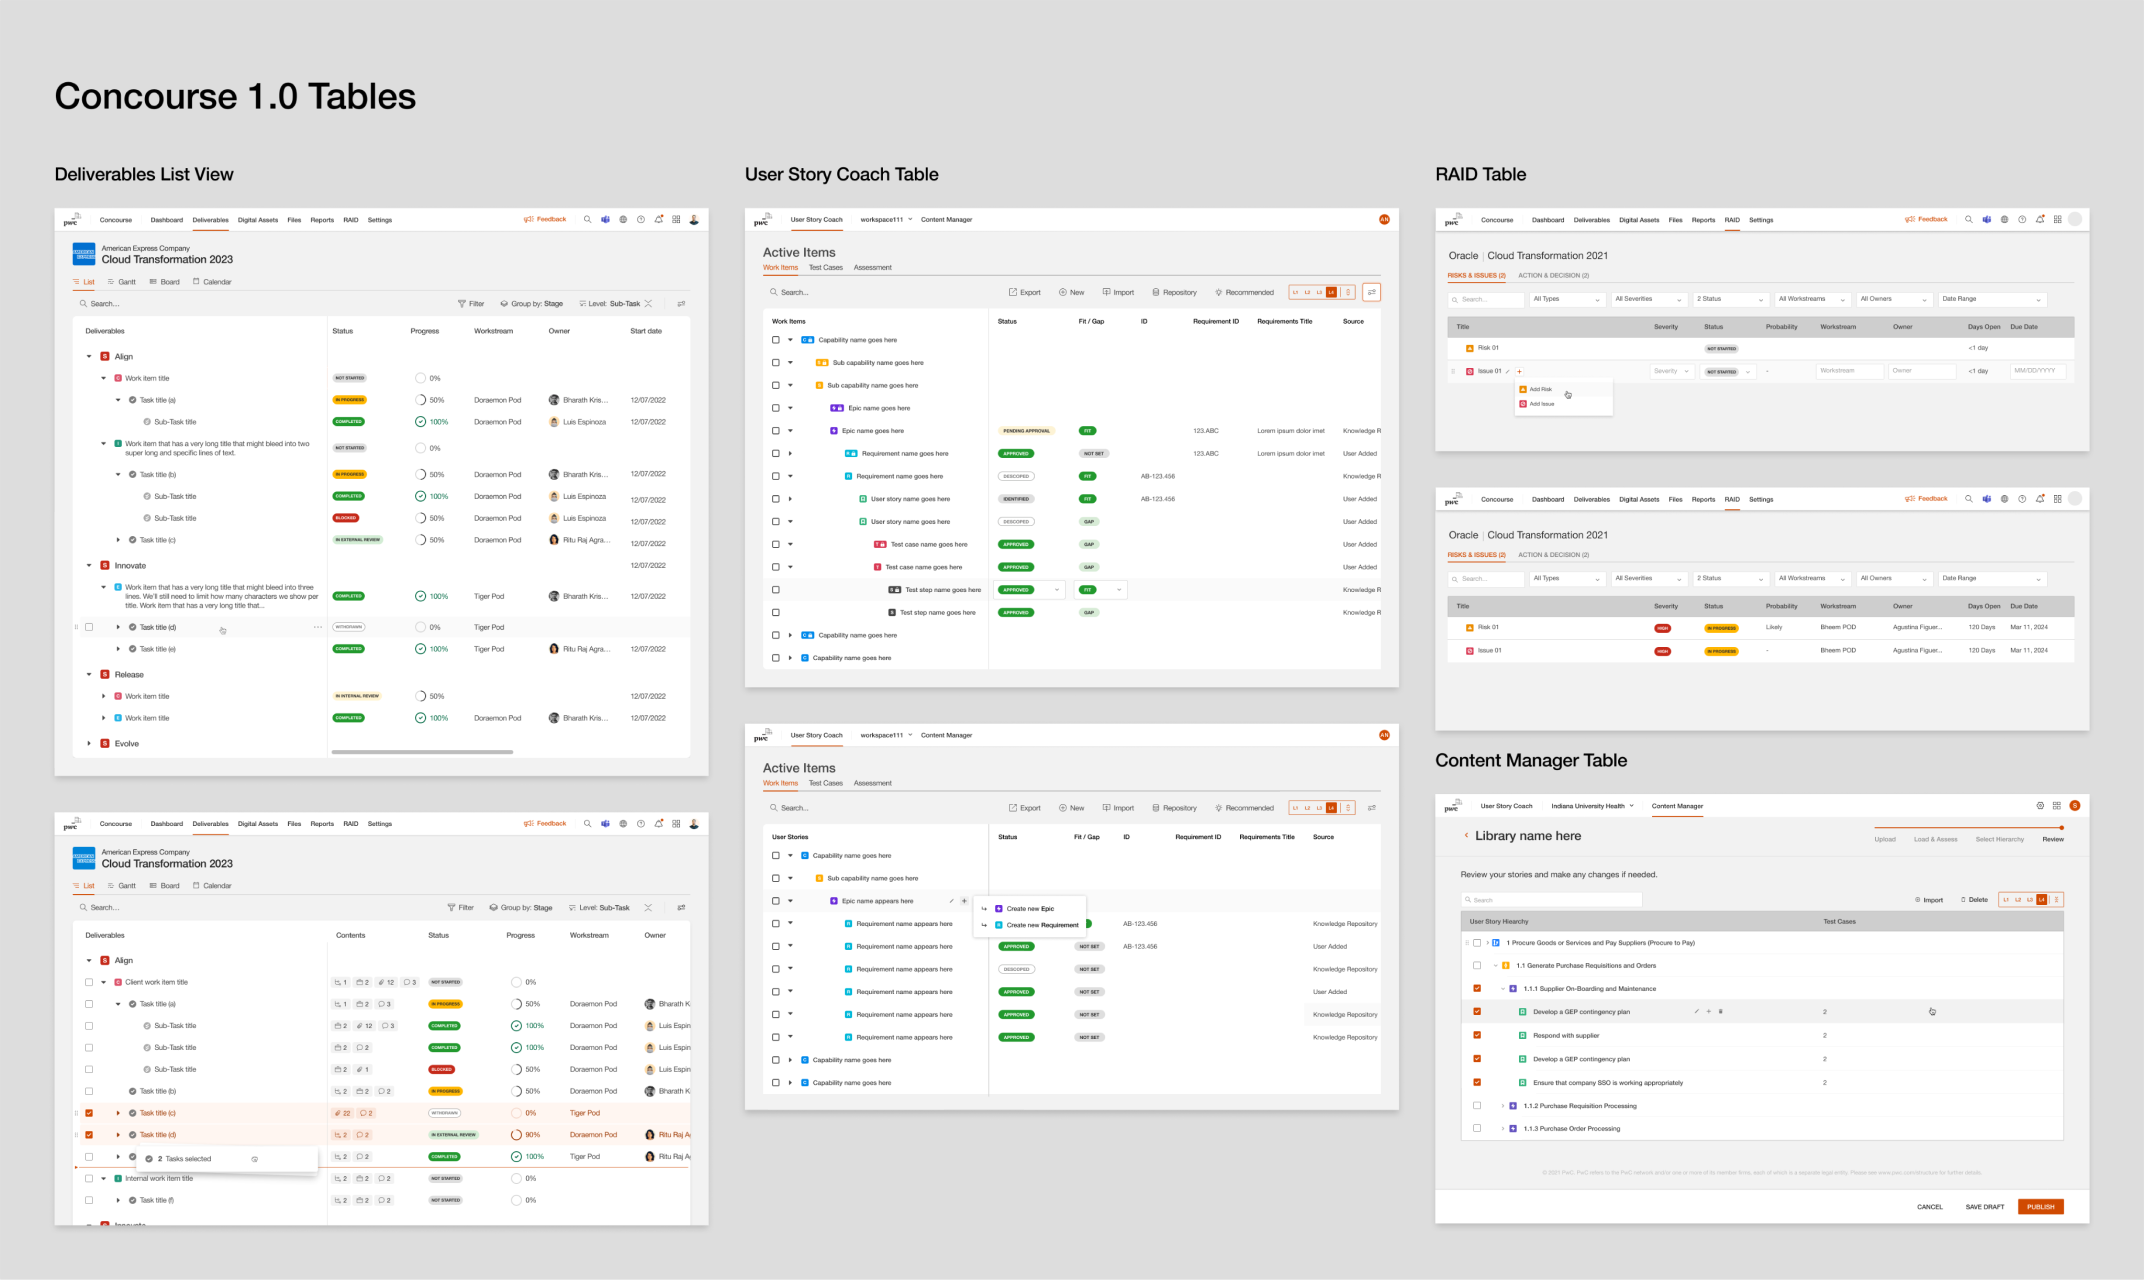 Concourse 1.0 Tables
Deliverables List View
pwc Concourse Dashboard Deliverables Digital Assets Files Reports RAID Settings Feedback
American Express Company
Cloud Transformation 2023
List Gantt Board Calendar
Search... Filter Group by: Stage Level: Sub-Task
Deliverables Status Progress Workstream Owner Start date
S Align
Work item title NOT STARTED 0%
Task title (a) IN PROGRESS 50% Doraemon Pod Bharath Kris... 12/07/2022
Sub-Task title COMPLETED 100% Doraemon Pod Luis Espinoza 12/07/2022
Work item that has a very long title that might bleed into two
super long and specific lines of text. NOT STARTED 0%
Task title (b) IN PROGRESS 50% Doraemon Pod Bharath Kris... 12/07/2022
Sub-Task title COMPLETED 100% Doraemon Pod Luis Espinoza 12/07/2022
Sub-Task title BLOCKED 50% Doraemon Pod Luis Espinoza 12/07/2022
Task title (c) IN EXTERNAL REVIEW 50% Doraemon Pod Ritu Raj Agra... 12/07/2022
S Innovate 12/07/2022
Work item that has a very long title that might bleed into three
lines. We'll still need to limit how many characters we show per
title. Work item that has a very long title that... COMPLETED 100% Tiger Pod Bharath Kris... 12/07/2022
Task title (d) ... WITHDRAWN 0% Tiger Pod
Task title (e) COMPLETED 100% Tiger Pod Ritu Raj Agra... 12/07/2022
S Release
Work item title IN INTERNAL REVIEW 50% 12/07/2022
Work item title COMPLETED 100% Doraemon Pod Bharath Kris... 12/07/2022
S Evolve
pwc Concourse Dashboard Deliverables Digital Assets Files Reports RAID Settings Feedback
American Express Company
Cloud Transformation 2023
List Gantt Board Calendar
Search... Filter Group by: Stage Level: Sub-Task
Deliverables Contents Status Progress Workstream Owner
S Align
Client work item title 1 2 12 3 NOT STARTED 0%
Task title (a) 1 2 3 IN PROGRESS 50% Doraemon Pod Bharath K
Sub-Task title 2 12 3 COMPLETED 100% Doraemon Pod Luis Espin
Sub-Task title 2 2 COMPLETED 100% Doraemon Pod Luis Espin
Sub-Task title 2 1 BLOCKED 50% Doraemon Pod Luis Espin
Task title (b) 2 2 2 IN PROGRESS 50% Doraemon Pod Bharath K
Task title (c) 22 2 WITHDRAWN 0% Tiger Pod
Task title (d) 2 2 IN EXTERNAL REVIEW 90% Doraemon Pod Ritu Raj A
2 2 COMPLETED 100% Tiger Pod Ritu Raj A
2 Tasks selected
Internal work item title 2 2 2 NOT STARTED 0%
Task title (f) 2 2 2 NOT STARTED 0%
User Story Coach Table
pwc User Story Coach workspace111 Content Manager AN
Active Items
Work Items Test Cases Assessment
Search... Export New Import Repository Recommended L1 L2 L3 L4
Work Items Status Fit / Gap ID Requirement ID Requirements Title Source
C Capability name goes here
Sub capability name goes here
Sub capability name goes here
Epic name goes here
Epic name goes here PENDING APPROVAL FIT 123.ABC Lorem ipsum dolor imet Knowledge R
R Requirement name goes here APPROVED NOT SET 123.ABC Lorem ipsum dolor imet User Added
R Requirement name goes here DESCOPED FIT AB-123.456 Knowledge R
User story name goes here IDENTIFIED FIT AB-123.456 User Added
User story name goes here DESCOPED GAP User Added
T Test case name goes here APPROVED GAP User Added
T Test case name goes here APPROVED GAP User Added
Test step name goes here APPROVED FIT Knowledge R
Test step name goes here APPROVED GAP Knowledge R
C Capability name goes here
C Capability name goes here
pwc User Story Coach workspace111 Content Manager AN
Active Items
Work Items Test Cases Assessment
Search... Export New Import Repository Recommended L1 L2 L3 L4
User Stories Status Fit / Gap ID Requirement ID Requirements Title Source
C Capability name goes here
Sub capability name goes here
Epic name appears here
Create new Epic
Create new Requirement
R Requirement name appears here AB-123.456 Knowledge Repository
R Requirement name appears here APPROVED NOT SET AB-123.456 User Added
R Requirement name appears here DESCOPED NOT SET Knowledge Repository
R Requirement name appears here APPROVED NOT SET User Added
R Requirement name appears here APPROVED NOT SET Knowledge Repository
R Requirement name appears here APPROVED NOT SET Knowledge Repository
C Capability name goes here
C Capability name goes here
RAID Table
pwc Concourse Dashboard Deliverables Digital Assets Files Reports RAID Settings Feedback
Oracle | Cloud Transformation 2021
RISKS & ISSUES (2) ACTION & DECISION (2)
Search... All Types All Severities 2 Status All Workstreams All Owners Date Range
Title Severity Status Probability Workstream Owner Days Open Due Date
Risk 01 NOT STARTED <1 day
Issue 01 Severity NOT STARTED - Workstream Owner <1 day MM/DD/YYYY
Add Risk
Add Issue
pwc Concourse Dashboard Deliverables Digital Assets Files Reports RAID Settings Feedback
Oracle | Cloud Transformation 2021
RISKS & ISSUES (2) ACTION & DECISION (2)
Search... All Types All Severities 2 Status All Workstreams All Owners Date Range
Title Severity Status Probability Workstream Owner Days Open Due Date
Risk 01 HIGH IN PROGRESS Likely Bheem POD Agustina Figuer... 120 Days Mar 11, 2024
Issue 01 HIGH IN PROGRESS - Bheem POD Agustina Figuer... 120 Days Mar 11, 2024
Content Manager Table
pwc User Story Coach Indiana University Health Content Manager S
Library name here
Upload Load & Assess Select Hierarchy Review
Review your stories and make any changes if needed.
Search Import Delete L1 L2 L3 L4
User Story Hiearchy Test Cases
1 Procure Goods or Services and Pay Suppliers (Procure to Pay)
1.1 Generate Purchase Requisitions and Orders
1.1.1 Supplier On-Boarding and Maintenance
Develop a GEP contingency plan 2
Respond with supplier 2
Develop a GEP contingency plan 2
Ensure that company SSO is working appropriately 2
1.1.2 Purchase Requisition Processing
1.1.3 Purchase Order Processing
© 2021 PwC. PwC refers to the PwC network and/or one or more of its member firms, each of which is a separate legal entity. Please see www.pwc.com/structure for further details.
CANCEL SAVE DRAFT PUBLISH